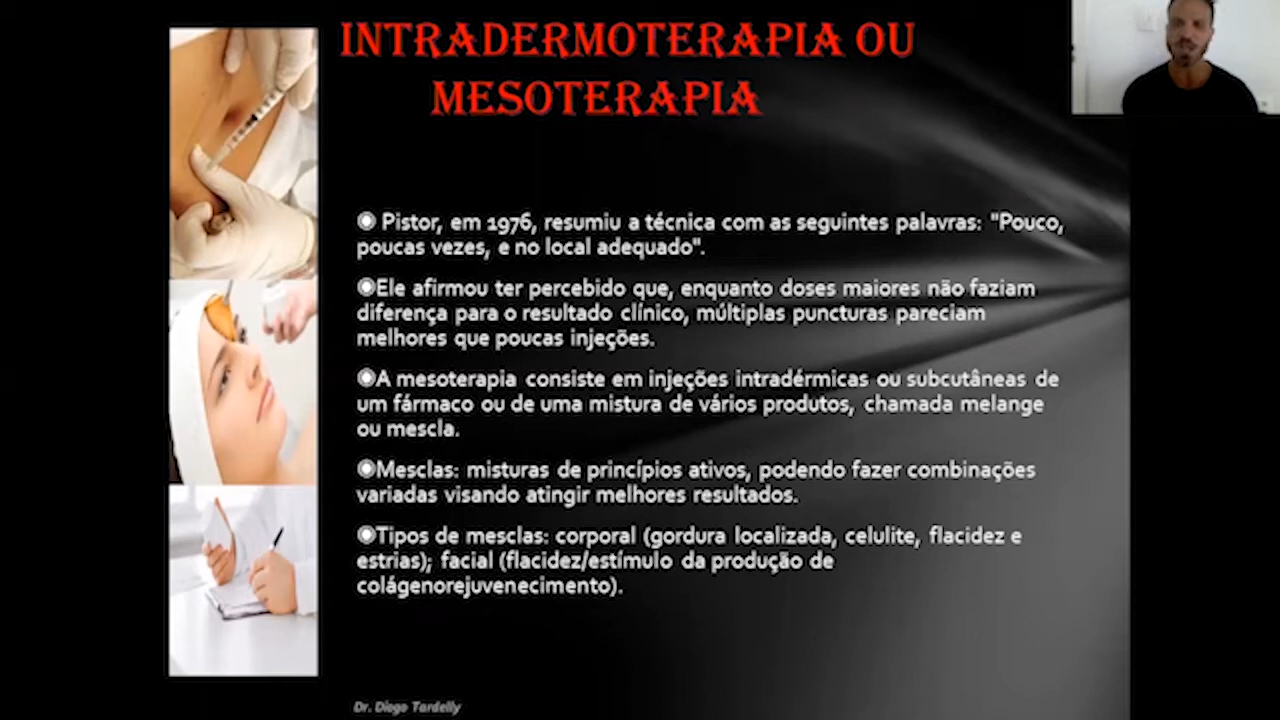 INTRADERMOTERAPIA OU
MESOTERAPIA
Pistor, em 1976, resumiu a técnica com as seguintes palavras: "Pouco,
poucas vezes, e no local adequado".
Ele afirmou ter percebido que, enquanto doses maiores não faziam
diferença para o resultado clínico, múltiplas puncturas pareciam
melhores que poucas injeções.
A mesoterapia consiste em injeções intradérmicas ou subcutâneas de
um fármaco ou de uma mistura de vários produtos, chamada melange
ou mescla.
Mesclas: misturas de princípios ativos, podendo fazer combinações
variadas visando atingir melhores resultados.
Tipos de mesclas: corporal (gordura localizada, celulite, flacidez e
estrias); facial (flacidez/estímulo da produção de
colágenorejuvenecimento).
Dr. Diego Tardelly